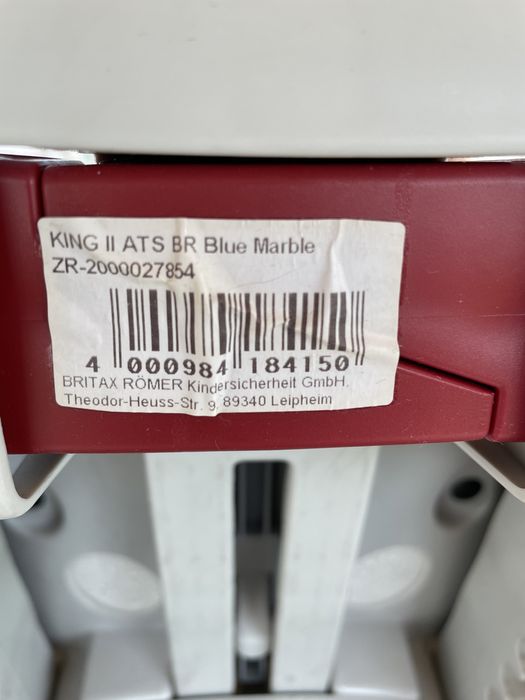 KING II ATS BR Blue Marble
ZR-2000027854
4 000984 184150
BRITAX RÖMER Kindersicherheit GmbH.
Theodor-Heuss-Str. 9, 89340 Leipheim